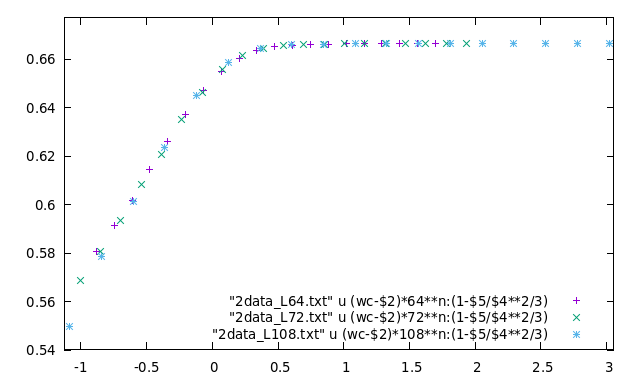 0.66
0.64
0.62
0.6
0.58
0.56
0.54
"2data_L64.txt" u (wc-$2)*64**n:(1-$5/$4**2/3)
"2data_L72.txt" u (wc-$2)*72**n:(1-$5/$4**2/3)
"2data_L108.txt" u (wc-$2)*108**n:(1-$5/$4**2/3)
-1 -0.5 0 0.5 1 1.5 2 2.5 3